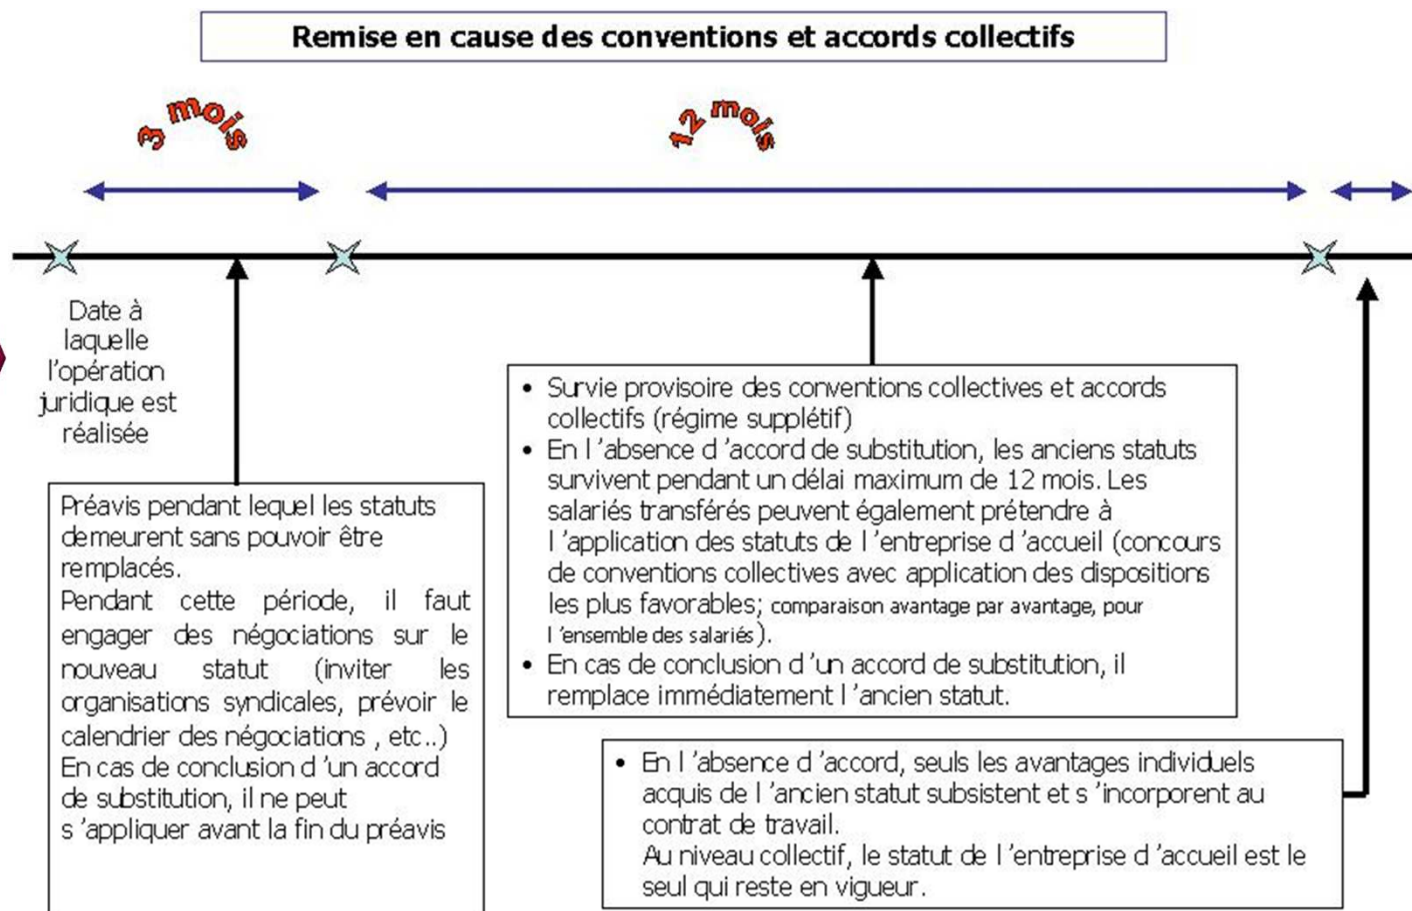 Remise en cause des conventions et accords collectifs
3 mois
12 mois
Date à
laquelle
l'opération
juridique est
réalisée
Préavis pendant lequel les statuts
demeurent sans pouvoir être
remplacés.
Pendant cette période, il faut
engager des négociations sur le
nouveau statut (inviter les
organisations syndicales, prévoir le
calendrier des négociations , etc..)
En cas de conclusion d 'un accord
de substitution, il ne peut
s 'appliquer avant la fin du préavis
• Survie provisoire des conventions collectives et accords
collectifs (régime supplétif)
• En l 'absence d 'accord de substitution, les anciens statuts
survivent pendant un délai maximum de 12 mois. Les
salariés transférés peuvent également prétendre à
l 'application des statuts de l 'entreprise d 'accueil (concours
de conventions collectives avec application des dispositions
les plus favorables; comparaison avantage par avantage, pour
l 'ensemble des salariés).
• En cas de conclusion d 'un accord de substitution, il
remplace immédiatement l 'ancien statut.
• En l 'absence d 'accord, seuls les avantages individuels
acquis de l 'ancien statut subsistent et s 'incorporent au
contrat de travail.
Au niveau collectif, le statut de l 'entreprise d 'accueil est le
seul qui reste en vigueur.